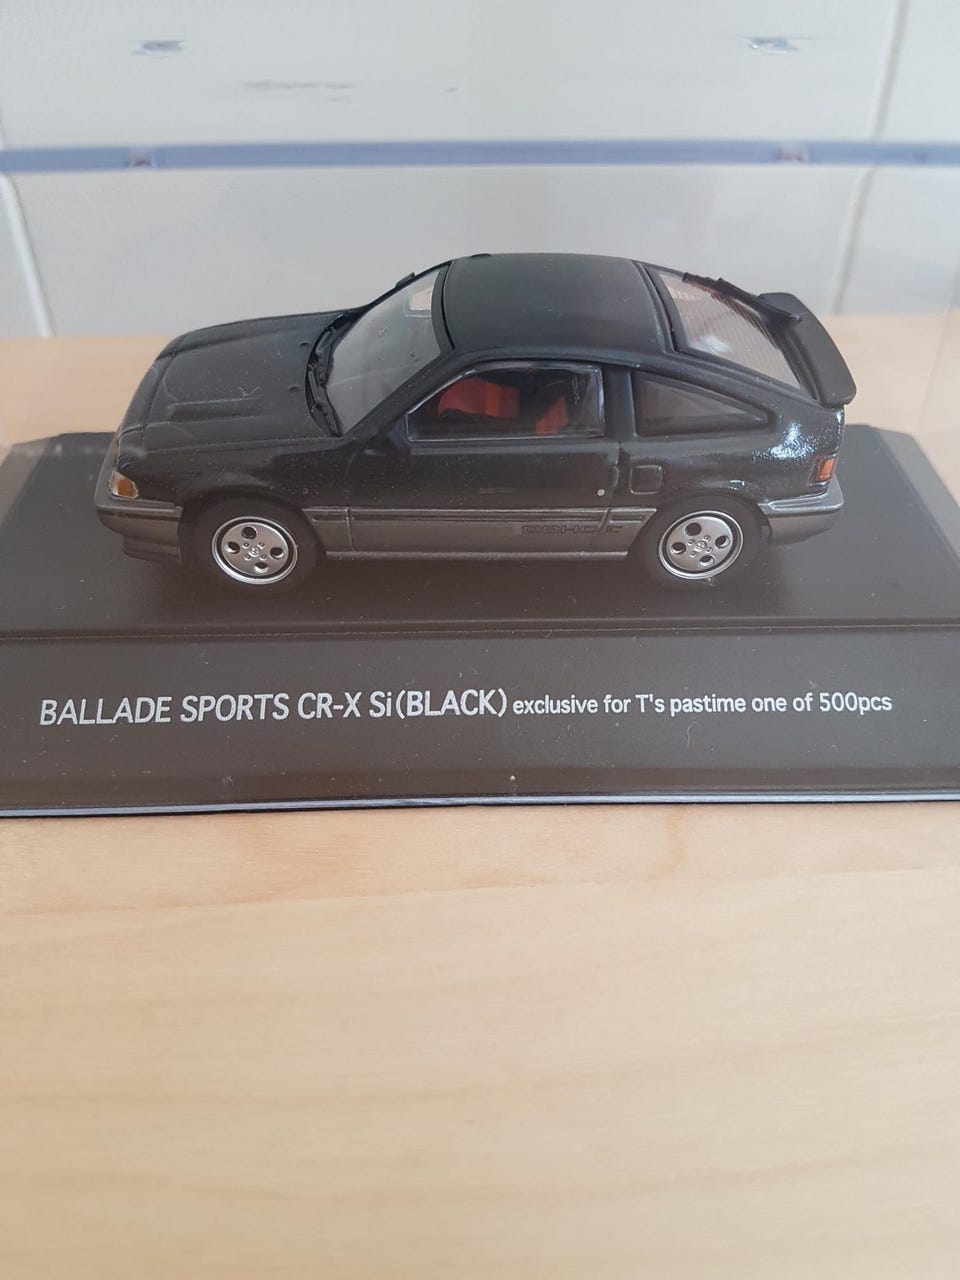 BALLADE SPORTS CR-X Si(BLACK) exclusive for T's pastime one of 500pcs